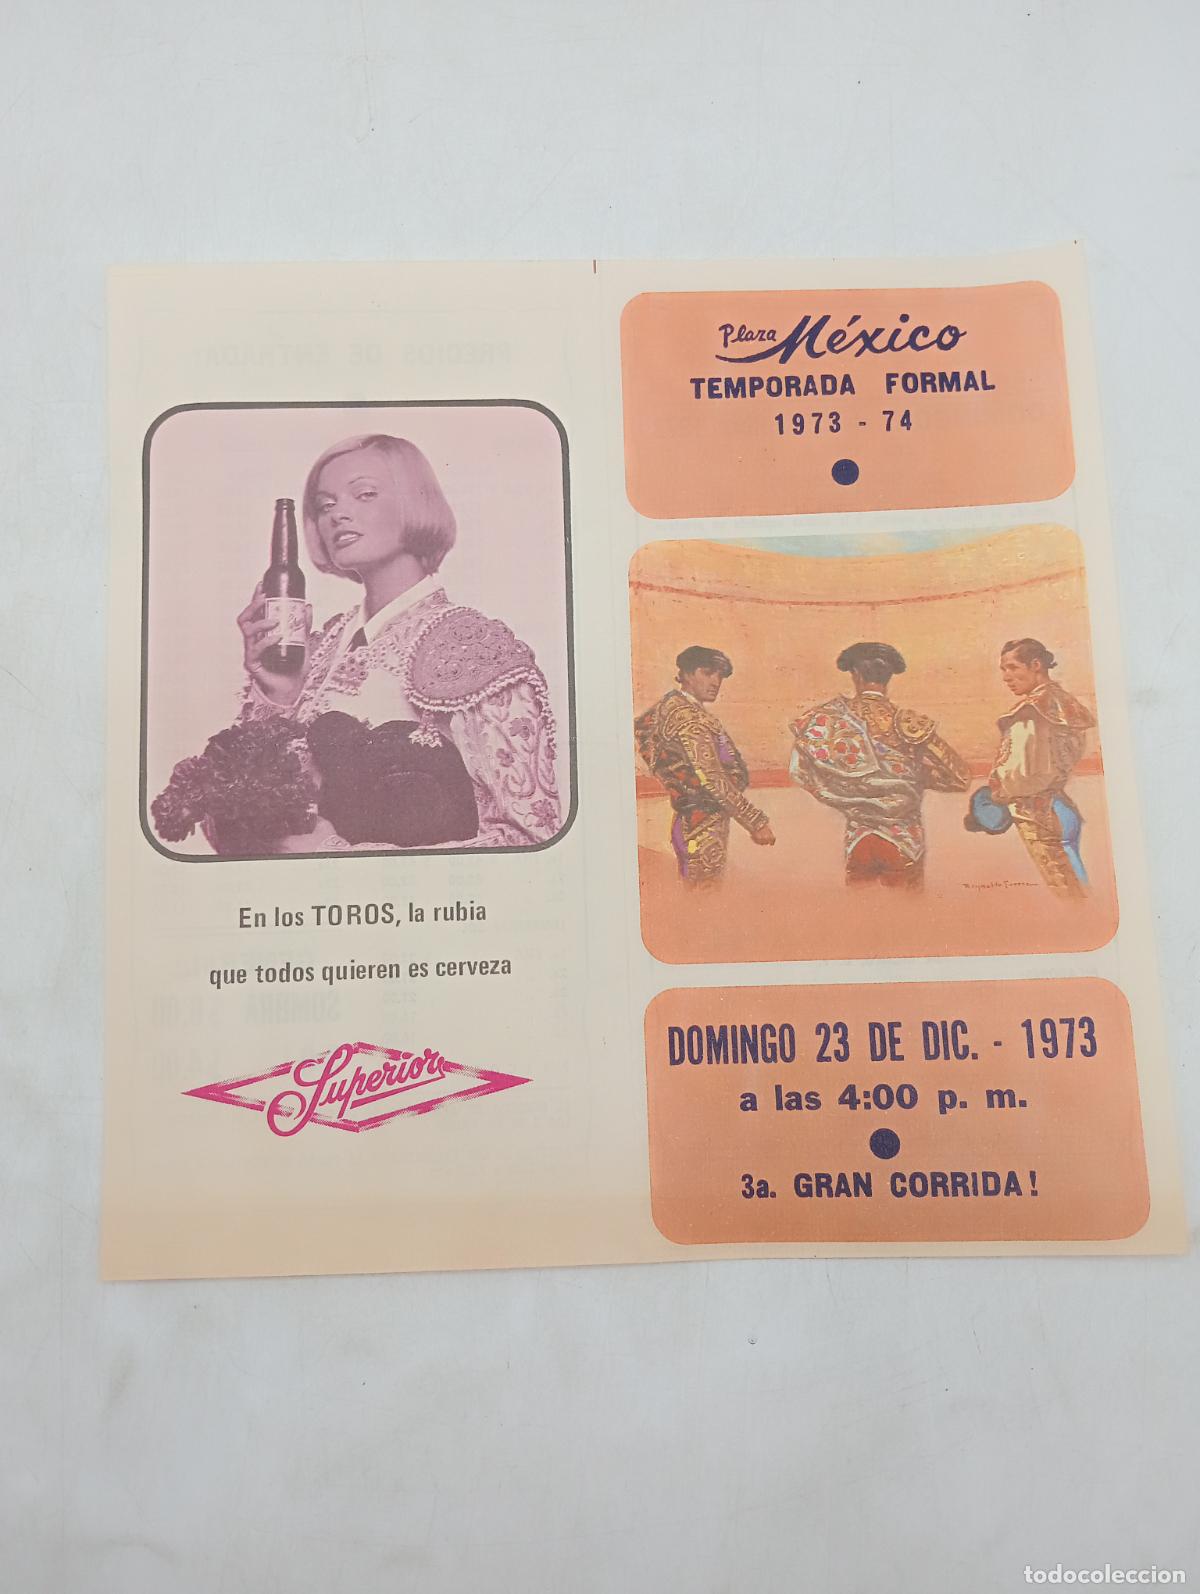 En los TOROS, la rubia
que todos quieren es cerveza
Superior
Plaza México
TEMPORADA FORMAL
1973 - 74
DOMINGO 23 DE DIC. - 1973
a las 4:00 p. m.
3a. GRAN CORRIDA!
todocoleccion